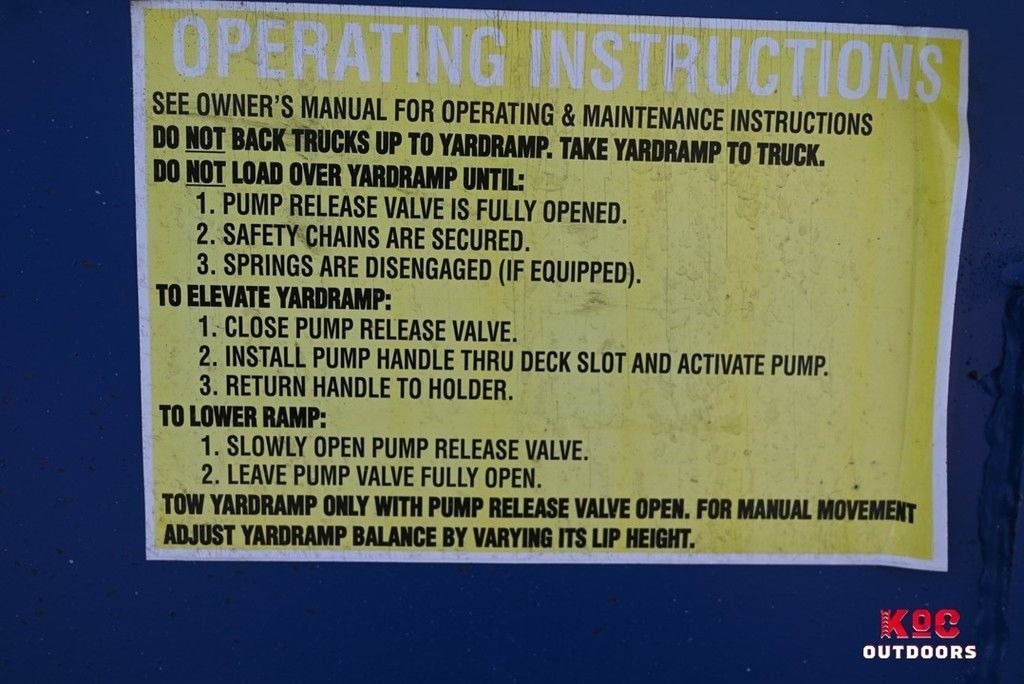 OPERATING INSTRUCTIONS
SEE OWNER'S MANUAL FOR OPERATING & MAINTENANCE INSTRUCTIONS
DO NOT BACK TRUCKS UP TO YARDRAMP. TAKE YARDRAMP TO TRUCK.
DO NOT LOAD OVER YARDRAMP UNTIL:
1. PUMP RELEASE VALVE IS FULLY OPENED.
2. SAFETY CHAINS ARE SECURED.
3. SPRINGS ARE DISENGAGED (IF EQUIPPED).
TO ELEVATE YARDRAMP:
1. CLOSE PUMP RELEASE VALVE.
2. INSTALL PUMP HANDLE THRU DECK SLOT AND ACTIVATE PUMP.
3. RETURN HANDLE TO HOLDER.
TO LOWER RAMP:
1. SLOWLY OPEN PUMP RELEASE VALVE.
2. LEAVE PUMP VALVE FULLY OPEN.
TOW YARDRAMP ONLY WITH PUMP RELEASE VALVE OPEN. FOR MANUAL MOVEMENT
ADJUST YARDRAMP BALANCE BY VARYING ITS LIP HEIGHT.
KOC
OUTDOORS